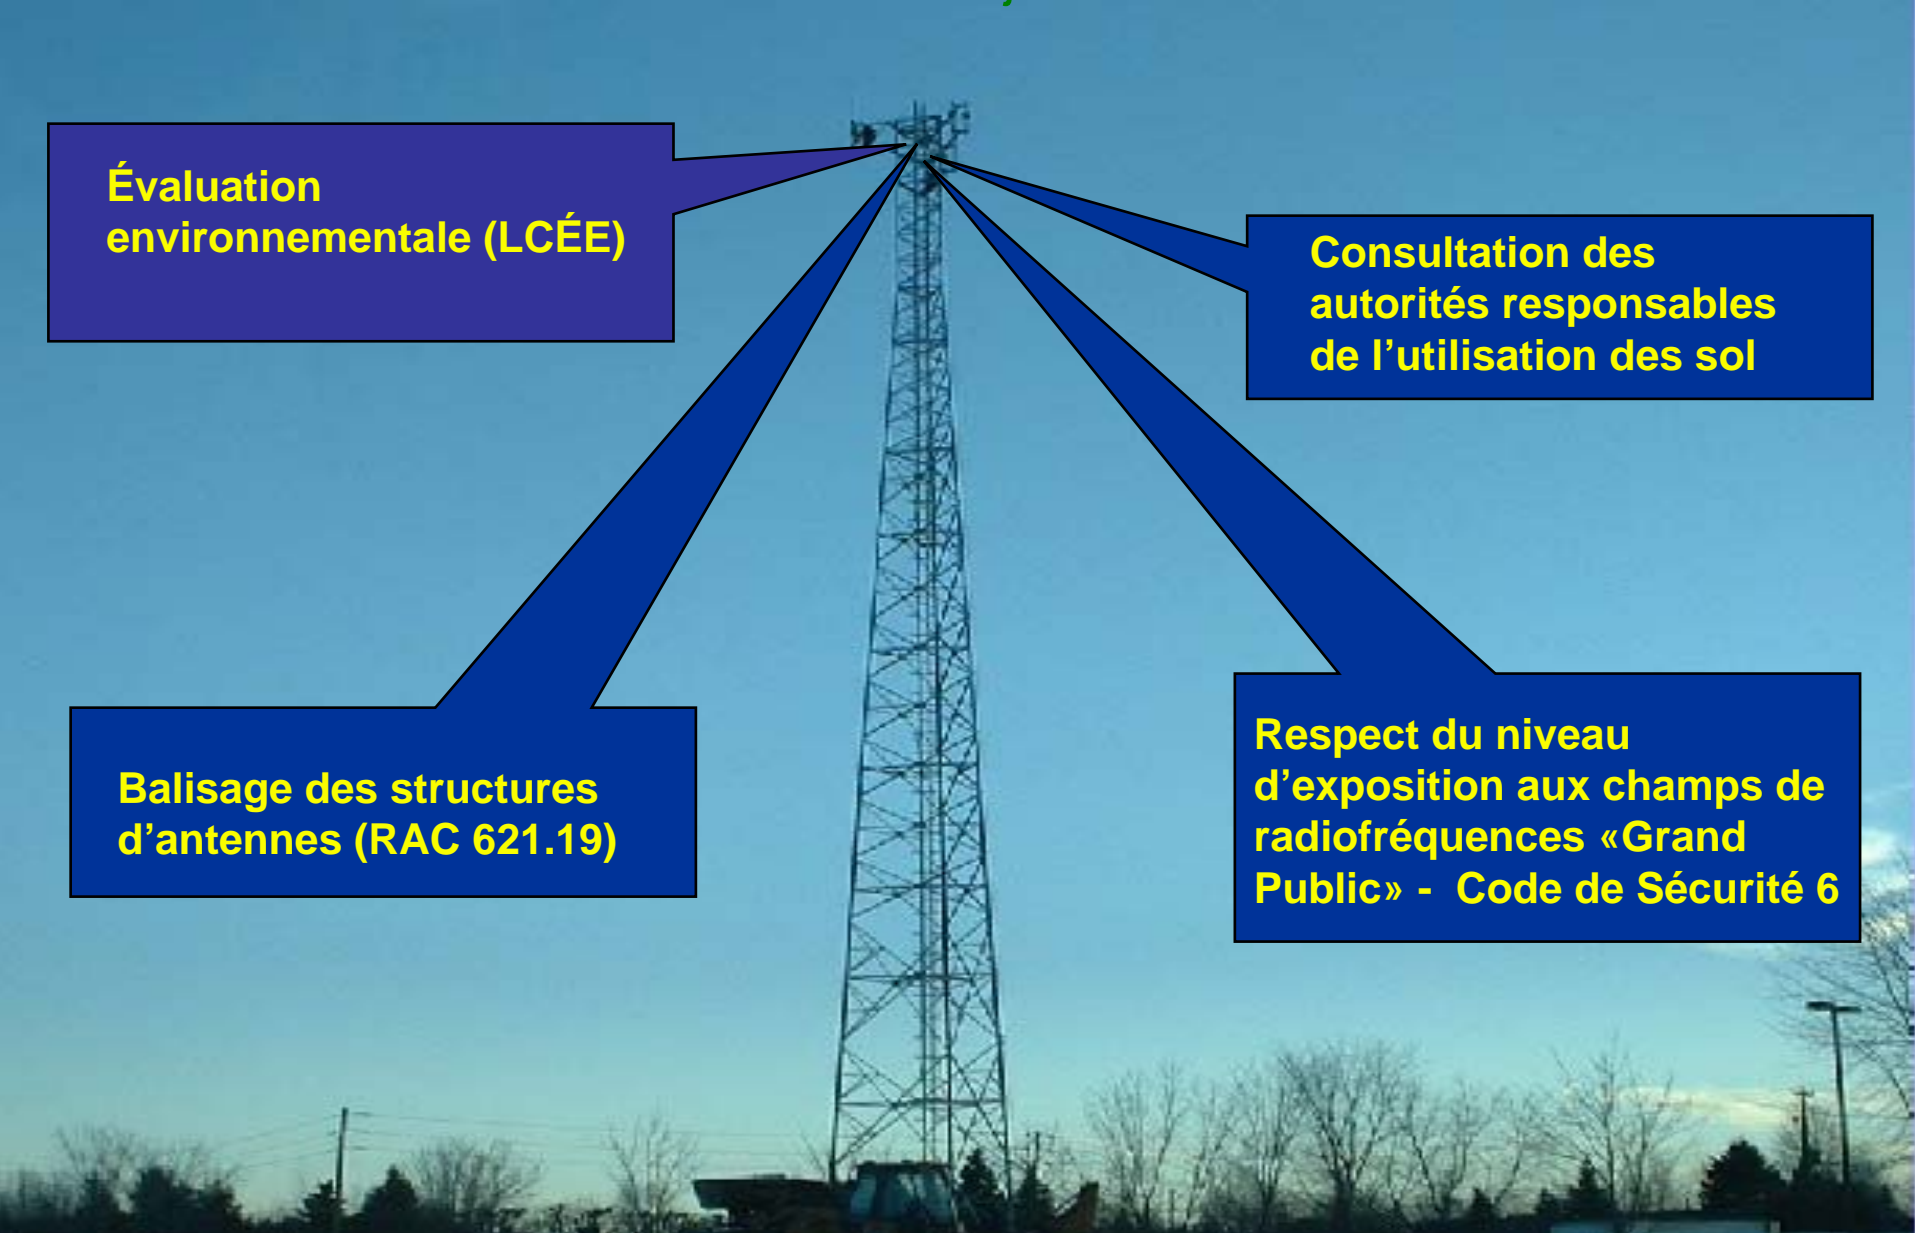 Évaluation
environnementale (LCÉE)
Consultation des
autorités responsables
de l’utilisation des sol
Balisage des structures
d’antennes (RAC 621.19)
Respect du niveau
d’exposition aux champs de
radiofréquences «Grand
Public» - Code de Sécurité 6